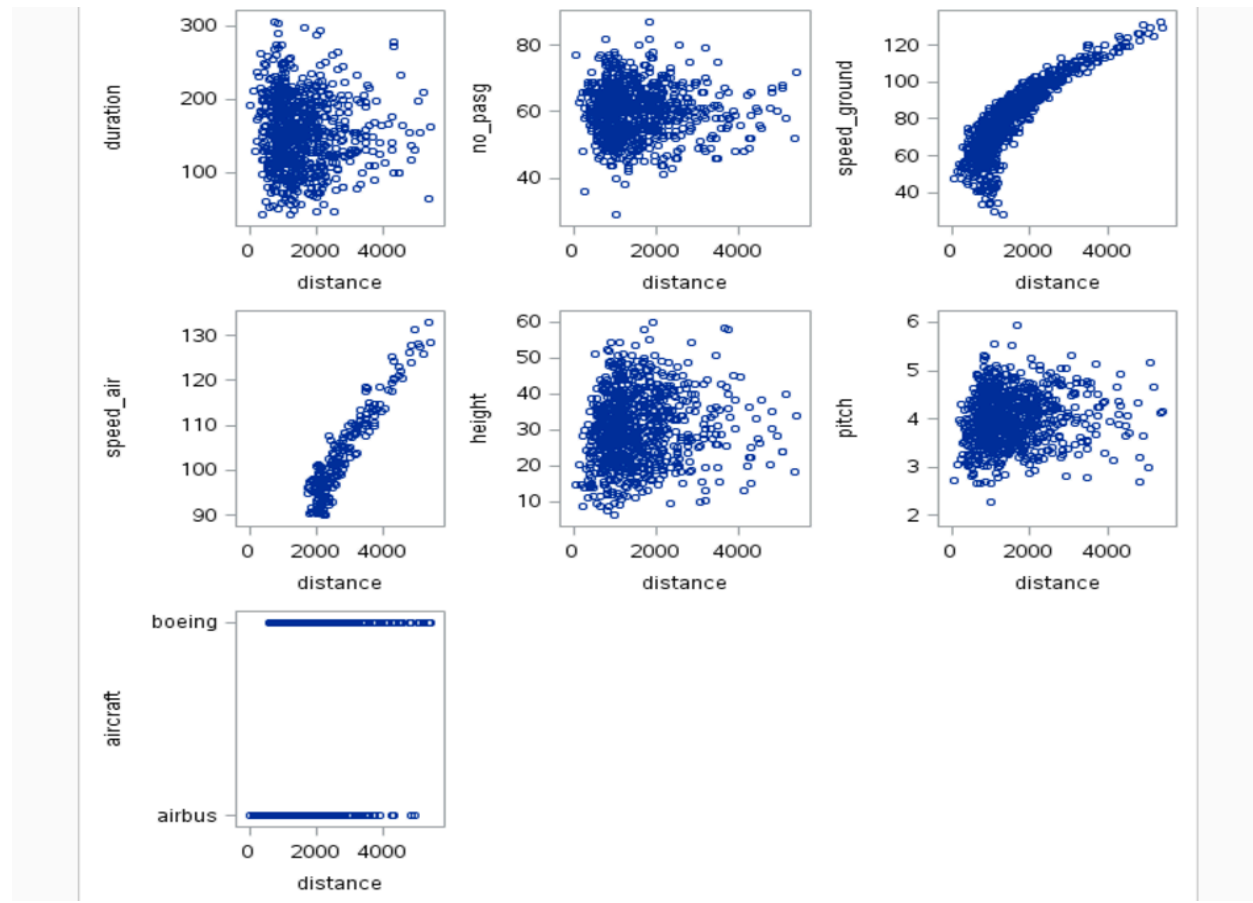 300
200
100
duration
0 2000 4000
distance
80
60
40
no_pasg
0 2000 4000
distance
120
100
80
60
40
speed_ground
0 2000 4000
distance
130
120
110
100
90
speed_air
0 2000 4000
distance
60
50
40
30
20
10
height
0 2000 4000
distance
6
5
4
3
2
pitch
0 2000 4000
distance
boeing
airbus
aircraft
0 2000 4000
distance